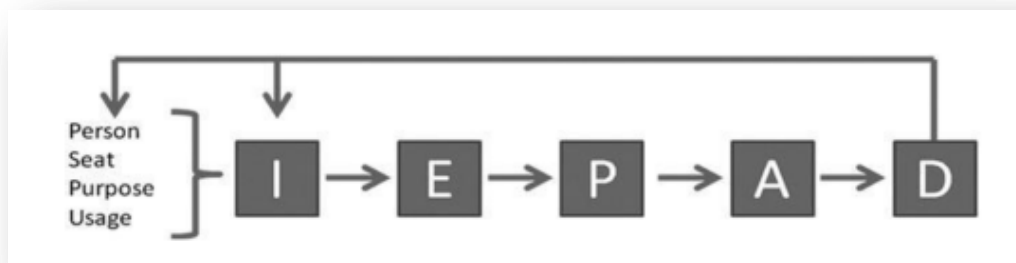 Person
Seat
Purpose
Usage
I E P A D